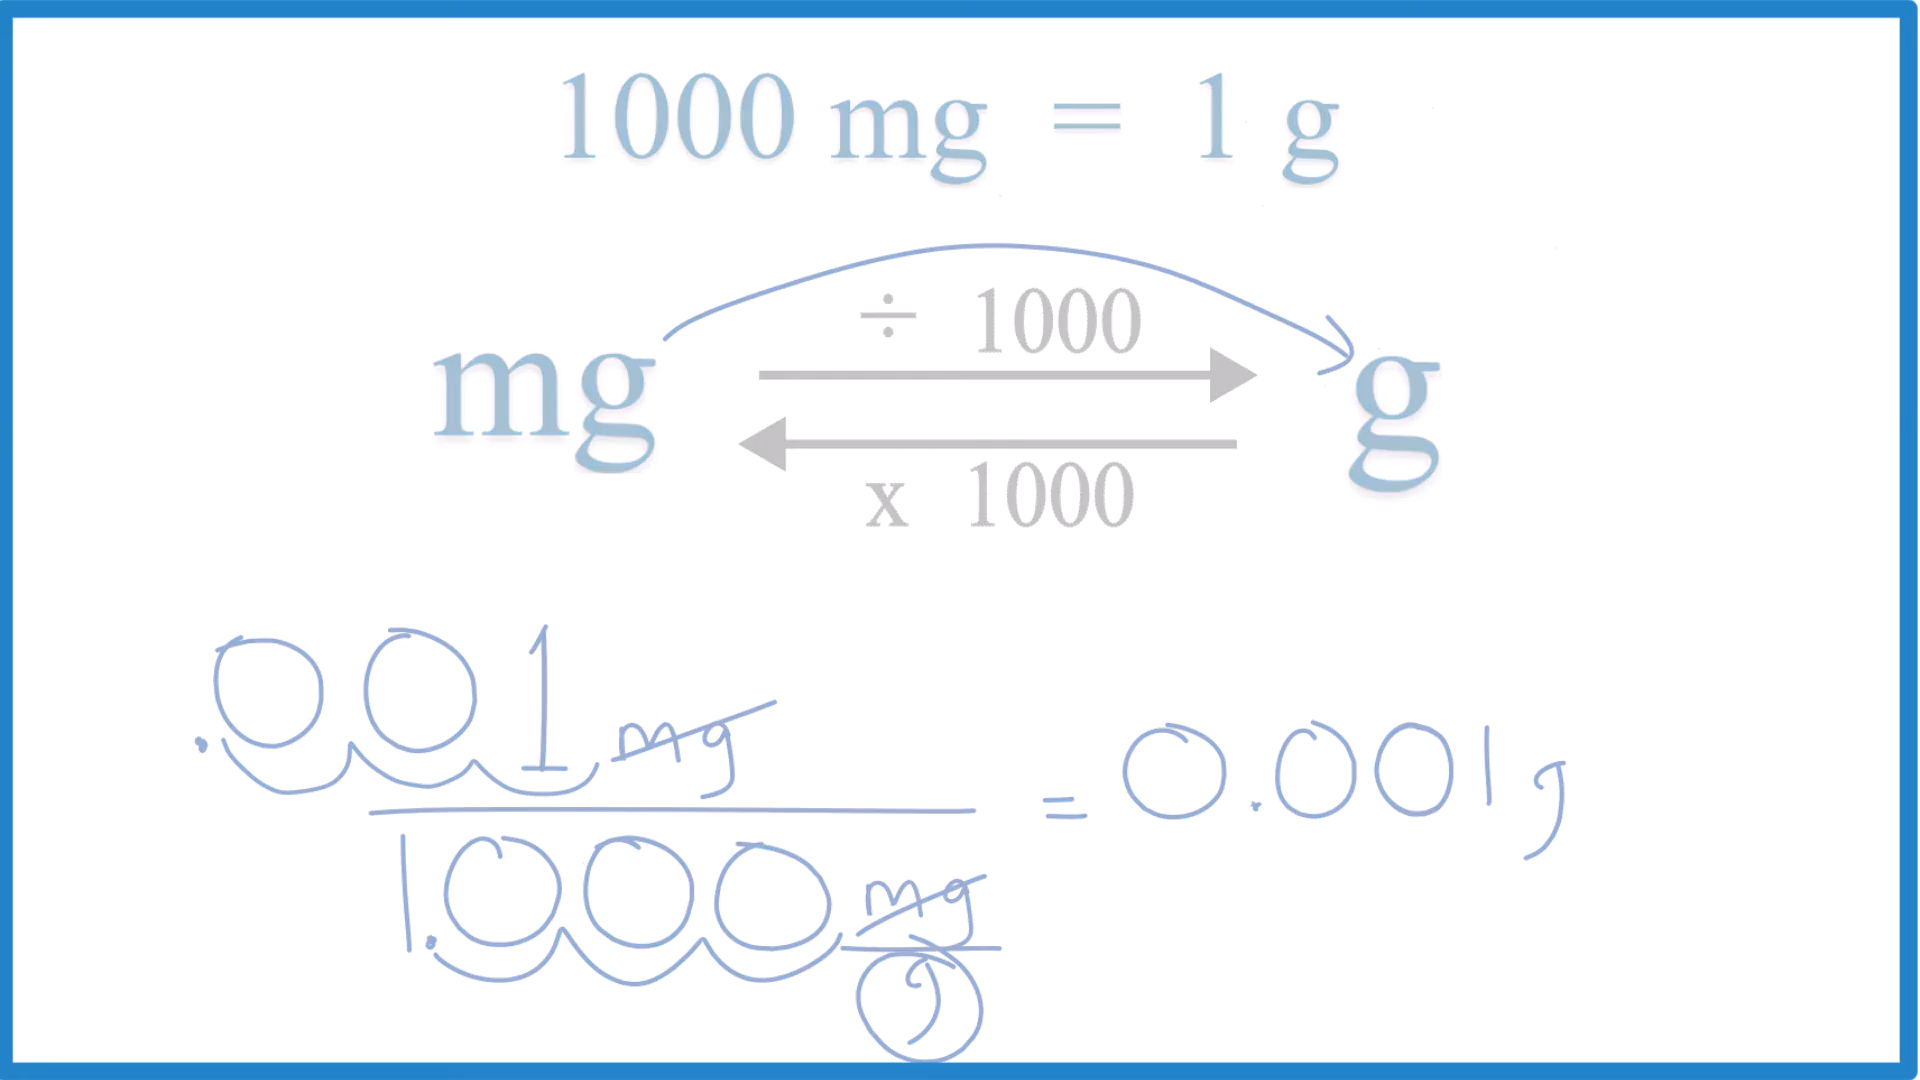 1000 mg = 1 g
÷ 1000
mg g
x 1000
.001 mg
= 0.001 g
1.000 mg
g